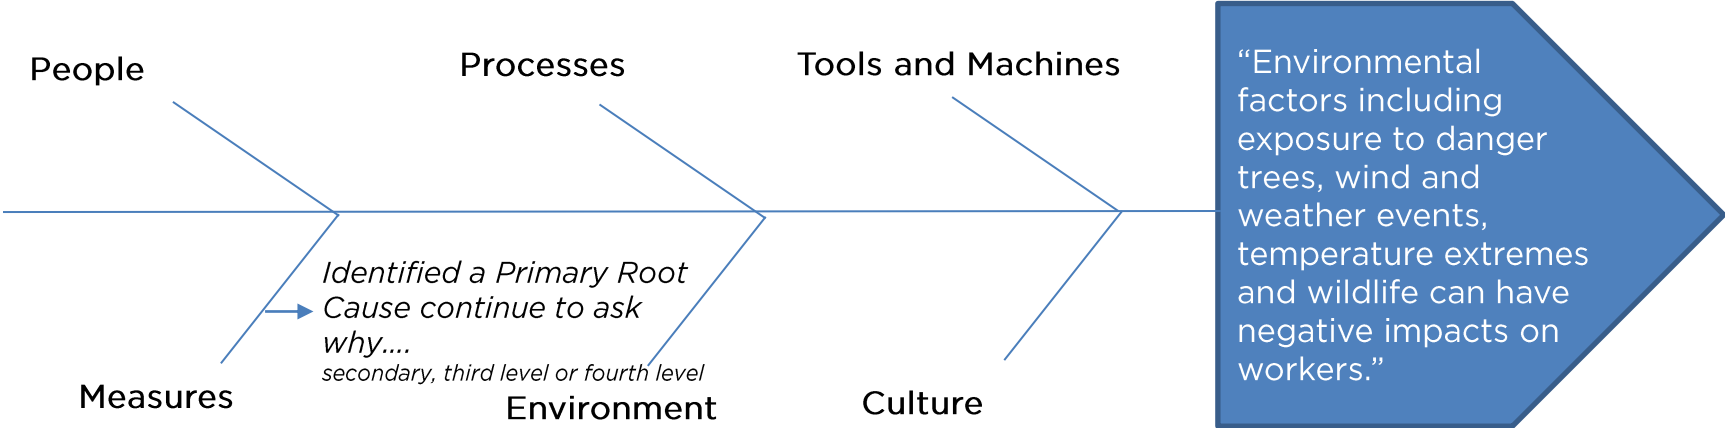 People
Processes
Tools and Machines
“Environmental
factors including
exposure to danger
trees, wind and
weather events,
temperature extremes
and wildlife can have
negative impacts on
workers.”
Identified a Primary Root
Cause continue to ask
why....
secondary, third level or fourth level
Measures
Environment
Culture